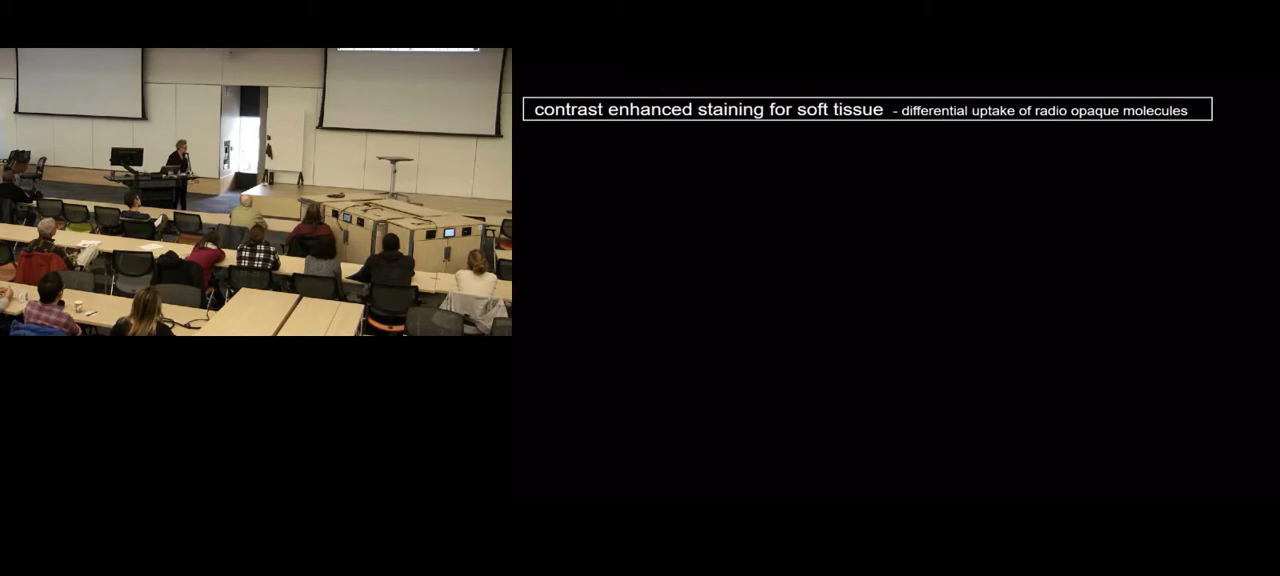 contrast enhanced staining for soft tissue - differential uptake of radio opaque molecules